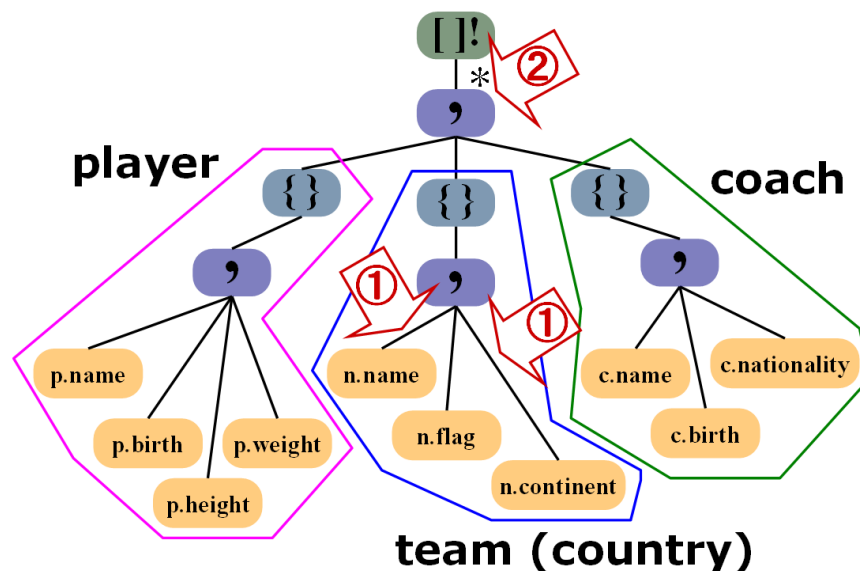 [ ]!
②
*
,
player
{}
{}
{}
coach
,
,
,
①
①
p.name
n.name
c.name
c.nationality
p.birth
p.weight
n.flag
c.birth
p.height
n.continent
team (country)